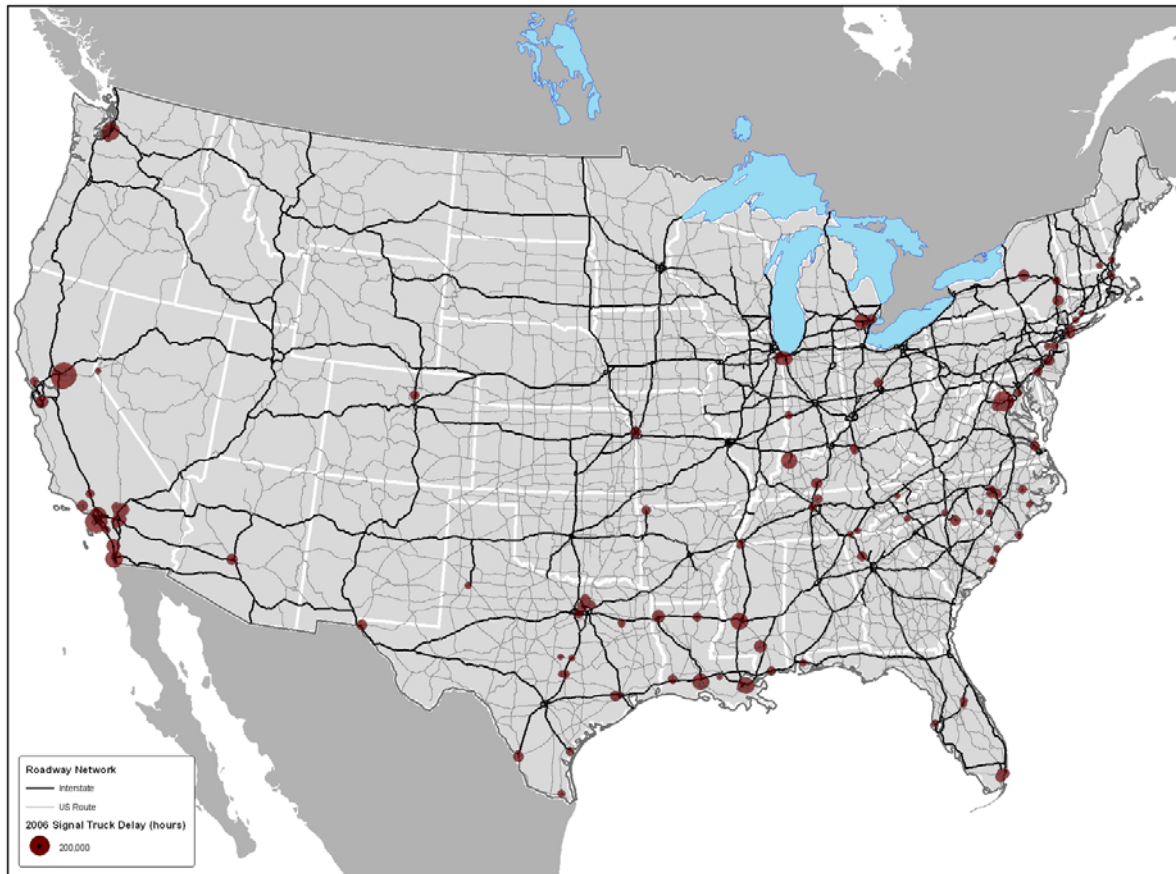 Roadway Network
Interstate
US Route
2006 Signal Truck Delay (hours)
200,000